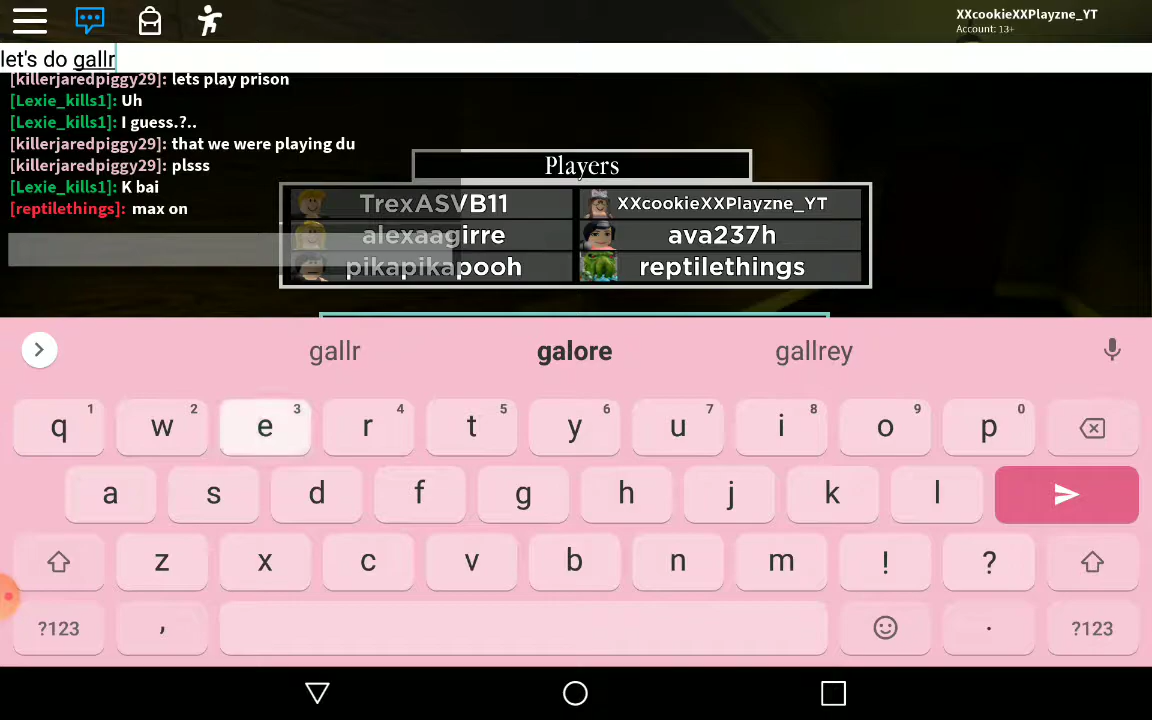 XXcookieXXPlayzne_YT
Account: 13+
let's do gallr
[killerjaredpiggy29]: lets play prison
[Lexie_kills1]: Uh
[Lexie_kills1]: I guess.?..
[killerjaredpiggy29]: that we were playing du
[killerjaredpiggy29]: plsss
[Lexie_kills1]: K bai
[reptilethings]: max on
Players
TrexASVB11 XXcookieXXPlayzne_YT
alexaagirre ava237h
pikapikapooh reptilethings
gallr galore gallrey
q 1 w 2 e 3 r 4 t 5 y 6 u 7 i 8 o 9 p 0
a s d f g h j k l
z x c v b n m ! ?
?123 , . ?123